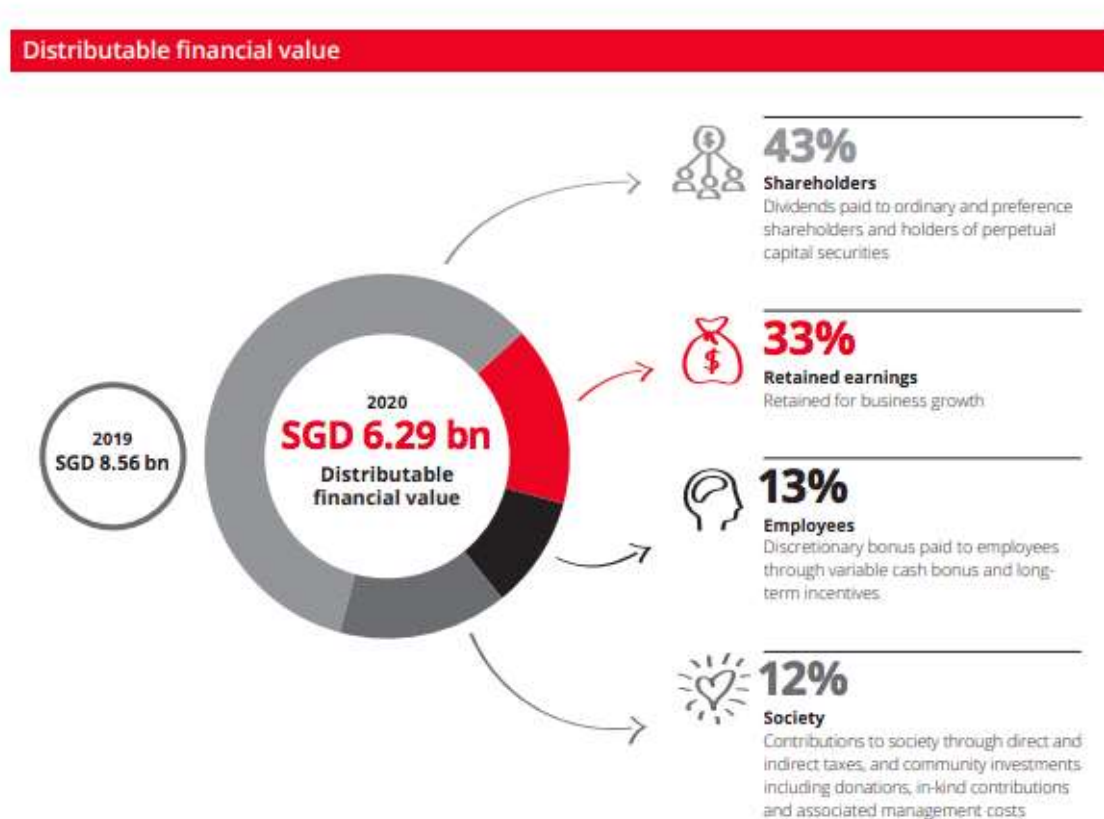 Distributable financial value
2019
SGD 8.56 bn
2020
SGD 6.29 bn
Distributable
financial value
43%
Shareholders
Dividends paid to ordinary and preference
shareholders and holders of perpetual
capital securities
33%
Retained earnings
Retained for business growth
13%
Employees
Discretionary bonus paid to employees
through variable cash bonus and long-
term incentives
12%
Society
Contributions to society through direct and
indirect taxes, and community investments
including donations, in-kind contributions
and associated management costs